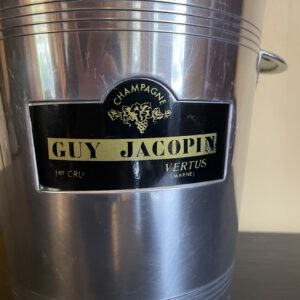 CHAMPAGNE
GUY JACOPIN
1er CRU VERTUS
(MARNE)